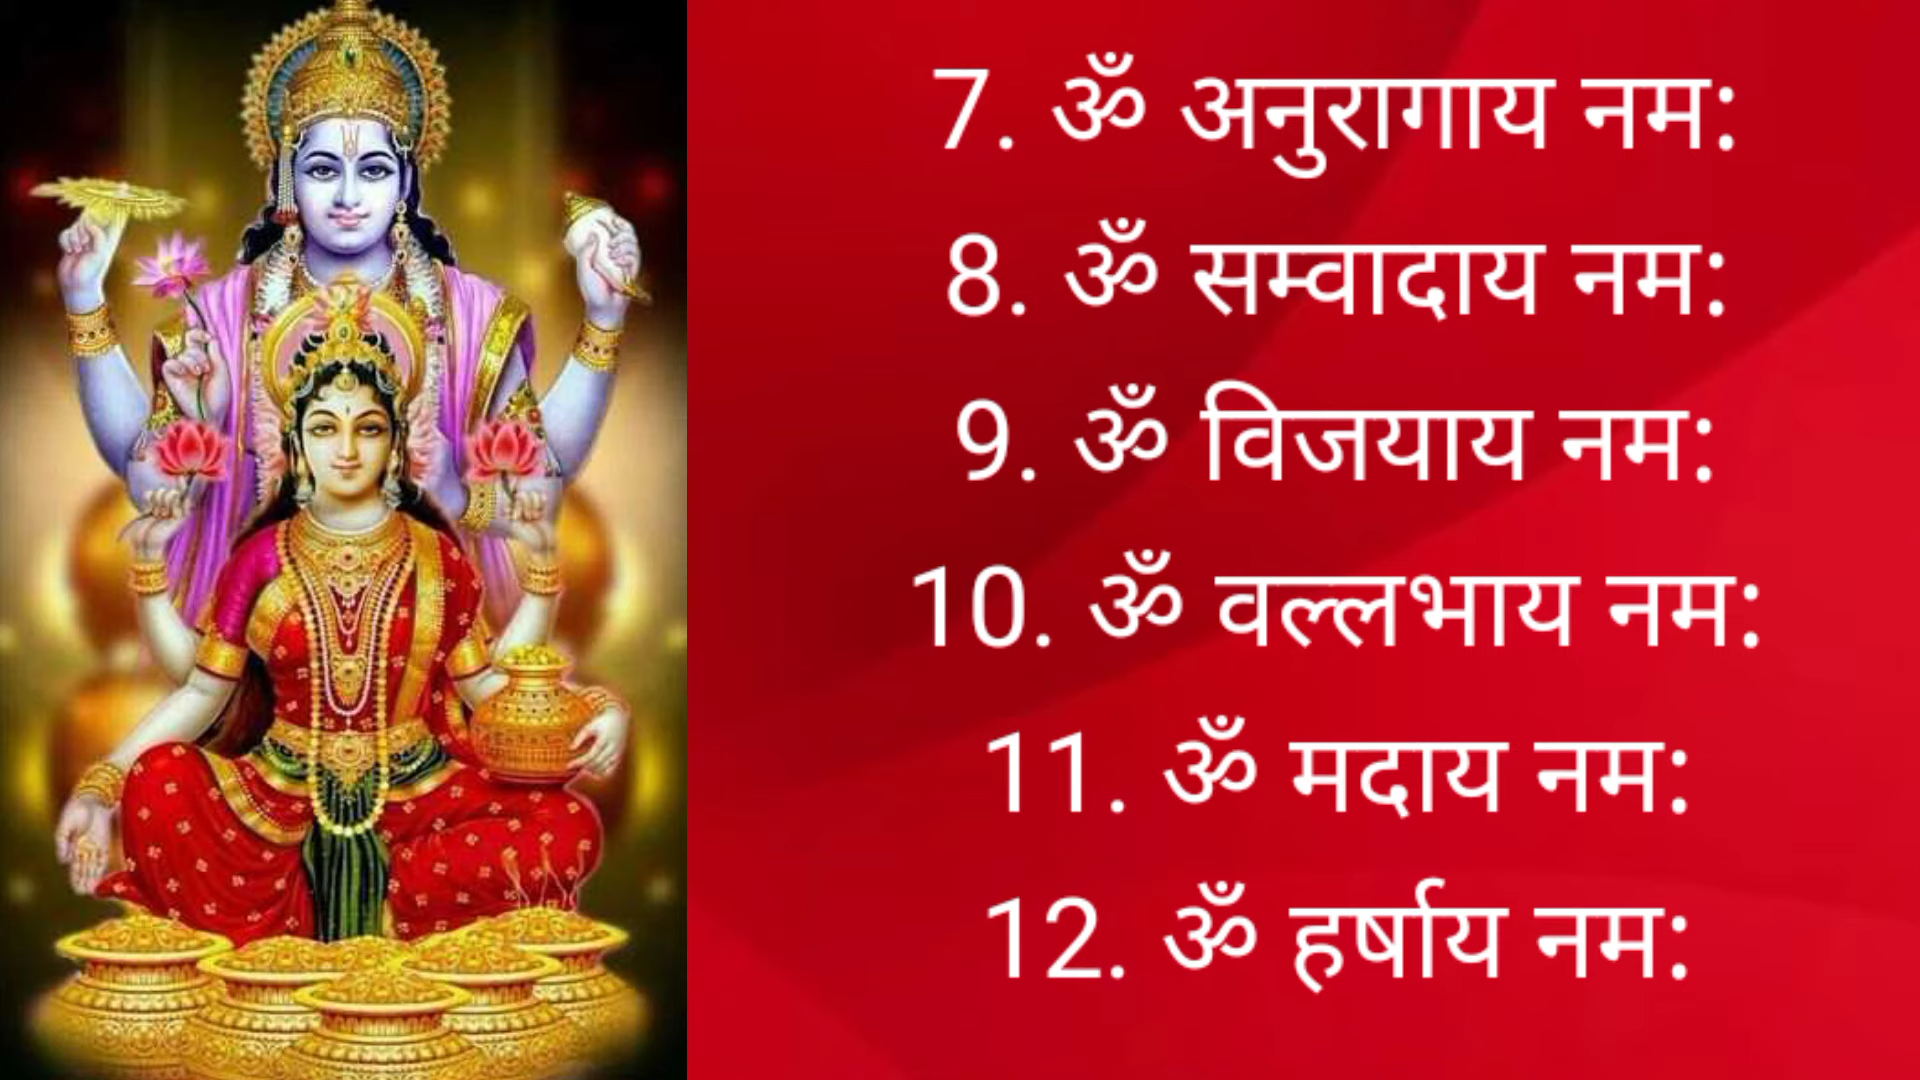 7. ॐ अनुरागाय नम:
8. ॐ सम्वादाय नम:
9. ॐ विजयाय नम:
10. ॐ वल्लभाय नम:
11. ॐ मदाय नम:
12. ॐ हर्षाय नम: